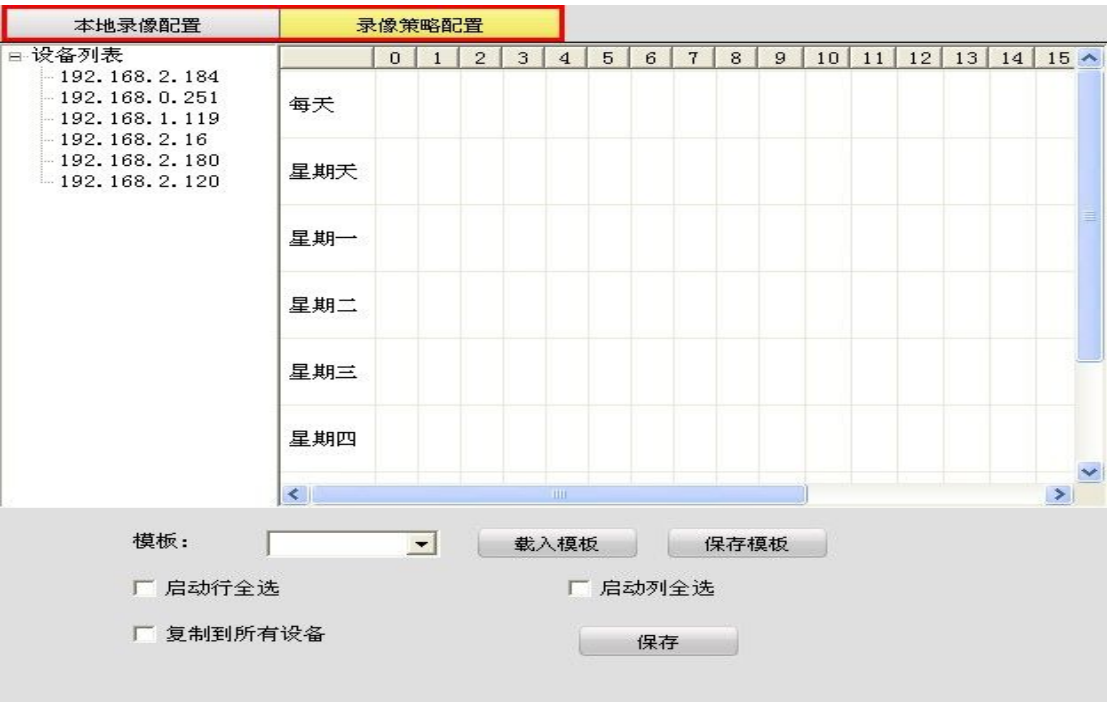 本地录像配置 录像策略配置
设备列表
192.168.2.184
192.168.0.251
192.168.1.119
192.168.2.16
192.168.2.180
192.168.2.120
0 1 2 3 4 5 6 7 8 9 10 11 12 13 14 15
每天
星期天
星期一
星期二
星期三
星期四
模板： 载入模板 保存模板
启动行全选 启动列全选
复制到所有设备 保存